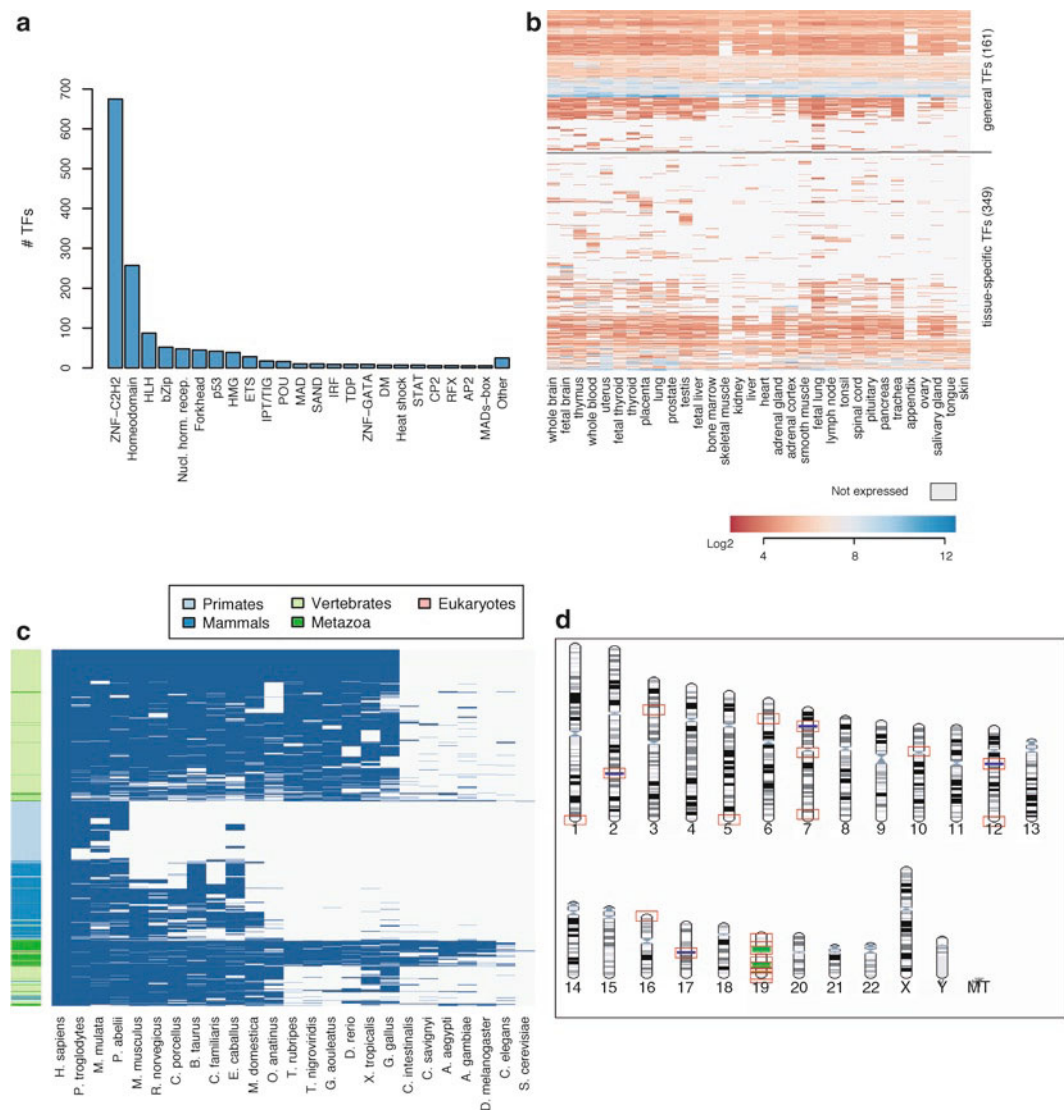 a
# TFs
700
600
500
400
300
200
100
0
ZNF−C2H2
Homeodomain
HLH
bZip
Nucl. horm. recep.
Forkhead
p53
HMG
ETS
IPT/TIG
POU
MAD
SAND
IRF
TDP
ZNF−GATA
DM
Heat shock
STAT
CP2
RFX
AP2
MADs−box
Other
b
general TFs (161)
tissue-specific TFs (349)
whole brain
fetal brain
thymus
whole blood
uterus
fetal thyroid
thyroid
placenta
lung
prostate
testis
fetal liver
bone marrow
skeletal muscle
kidney
liver
heart
adrenal gland
adrenal cortex
smooth muscle
fetal lung
lymph node
tonsil
spinal cord
pituitary
pancreas
trachea
appendix
ovary
salivary gland
tongue
skin
Not expressed
Log2
4 8 12
Primates Vertebrates Eukaryotes
Mammals Metazoa
c
H. sapiens
P. troglodytes
M. mulata
P. abelii
M. musculus
R. norvegicus
C. porcellus
B. taurus
C. familiaris
E. caballus
M. domestica
O. anatinus
T. rubripes
T. nigroviridis
G. aouleatus
D. rerio
X. tropicalis
G. gallus
C. intestinalis
C. savignyi
A. aegypti
A. gambiae
D. melanogaster
C. elegans
S. cerevisiae
d
1 2 3 4 5 6 7 8 9 10 11 12 13
14 15 16 17 18 19 20 21 22 X Y MT